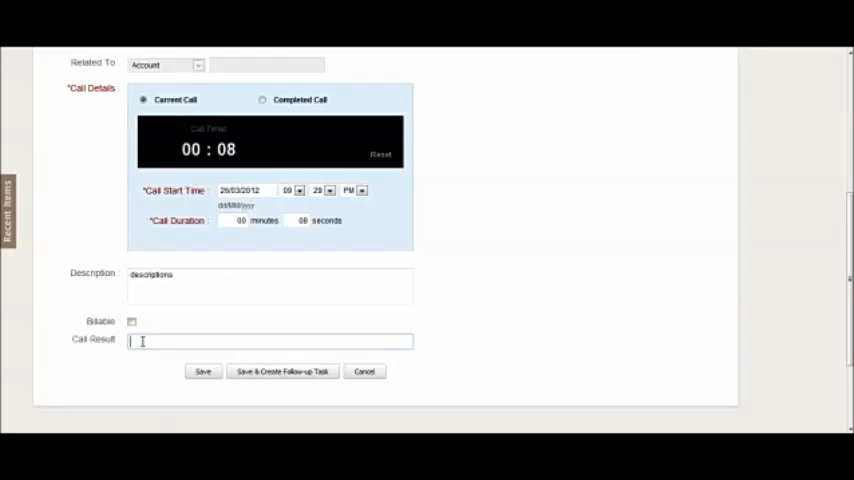 Related To : Account
*Call Details : Current Call Completed Call
Call Timer
00 : 08
Reset
*Call Start Time : 26/03/2012 09 29 PM
dd/MM/yyyy
*Call Duration : 00 minutes 08 seconds
Description : descriptions
Billable :
Call Result
Save Save & Create Follow-up Task Cancel
Recent Items